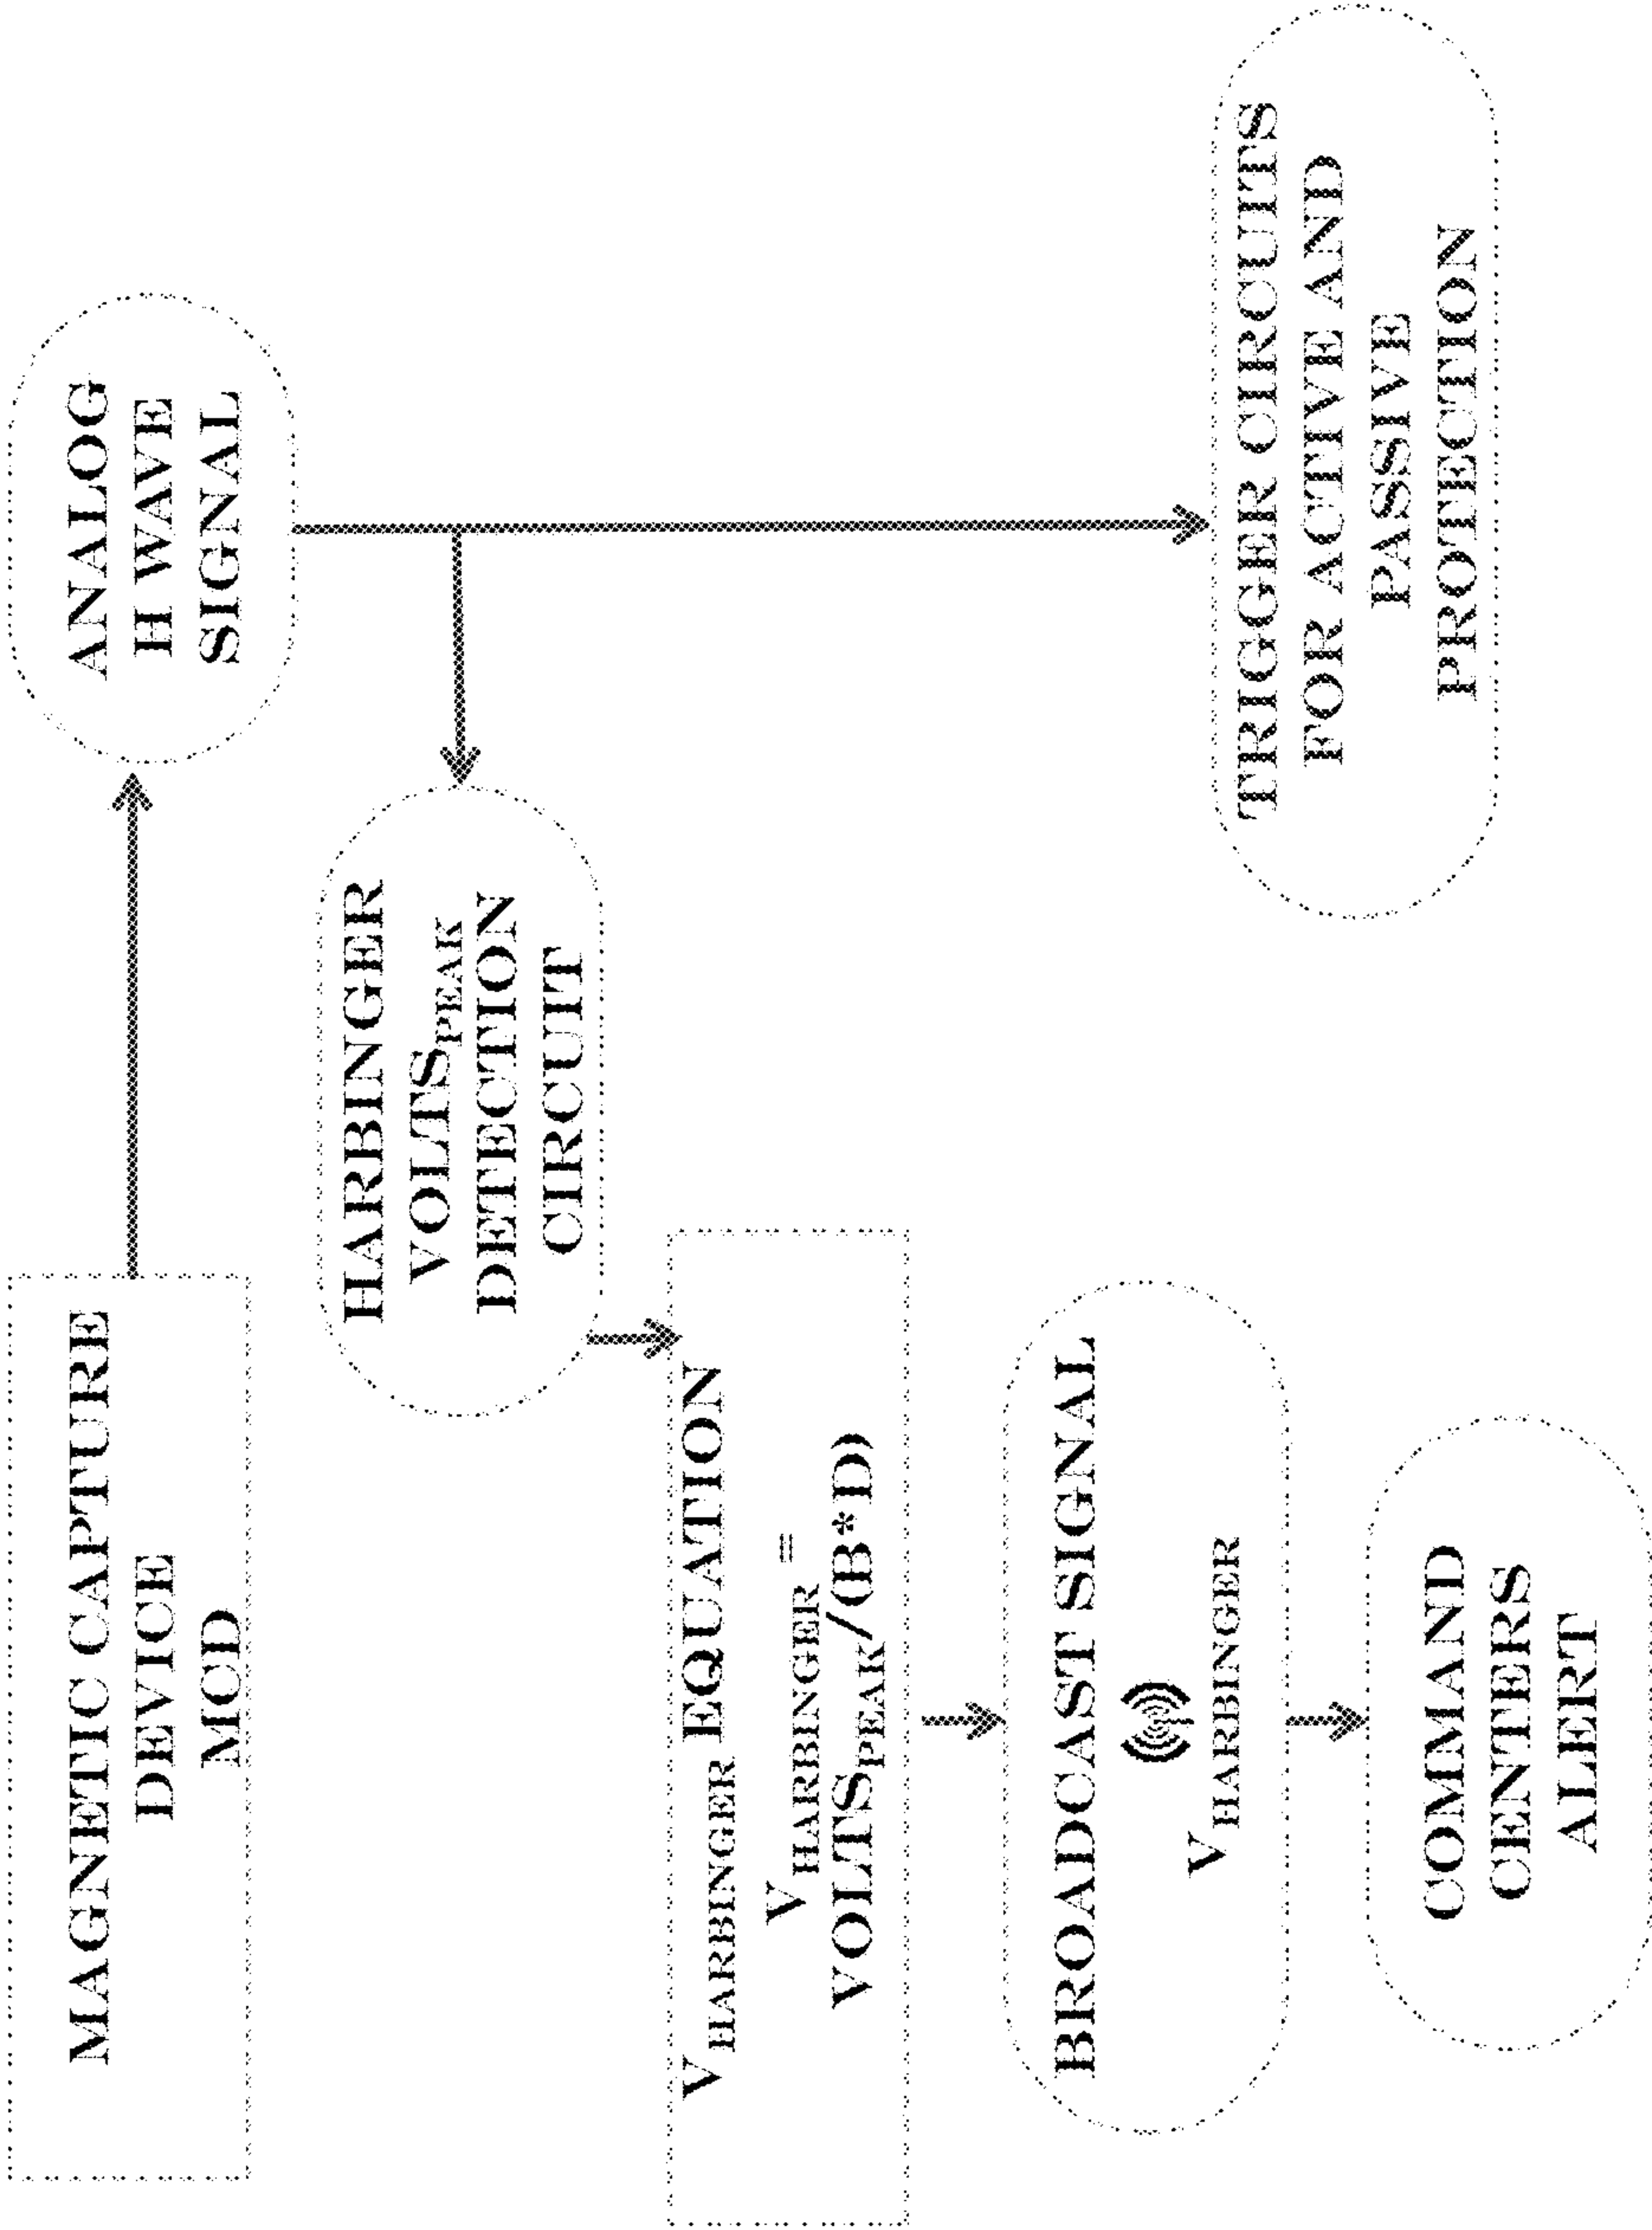 MAGNETIC CAPTURE
DEVICE
MCD
ANALOG
H WAVE
SIGNAL
HARBINGER
VOLTSPEAK
DETECTION
CIRCUIT
VHARBINGER EQUATION
VHARBINGER =
VOLTSPEAK/(B*D)
BROADCAST SIGNAL
VHARBINGER
COMMAND
CENTERS
ALERT
TRIGGER CIRCUITS
FOR ACTIVE AND
PASSIVE
PROTECTION